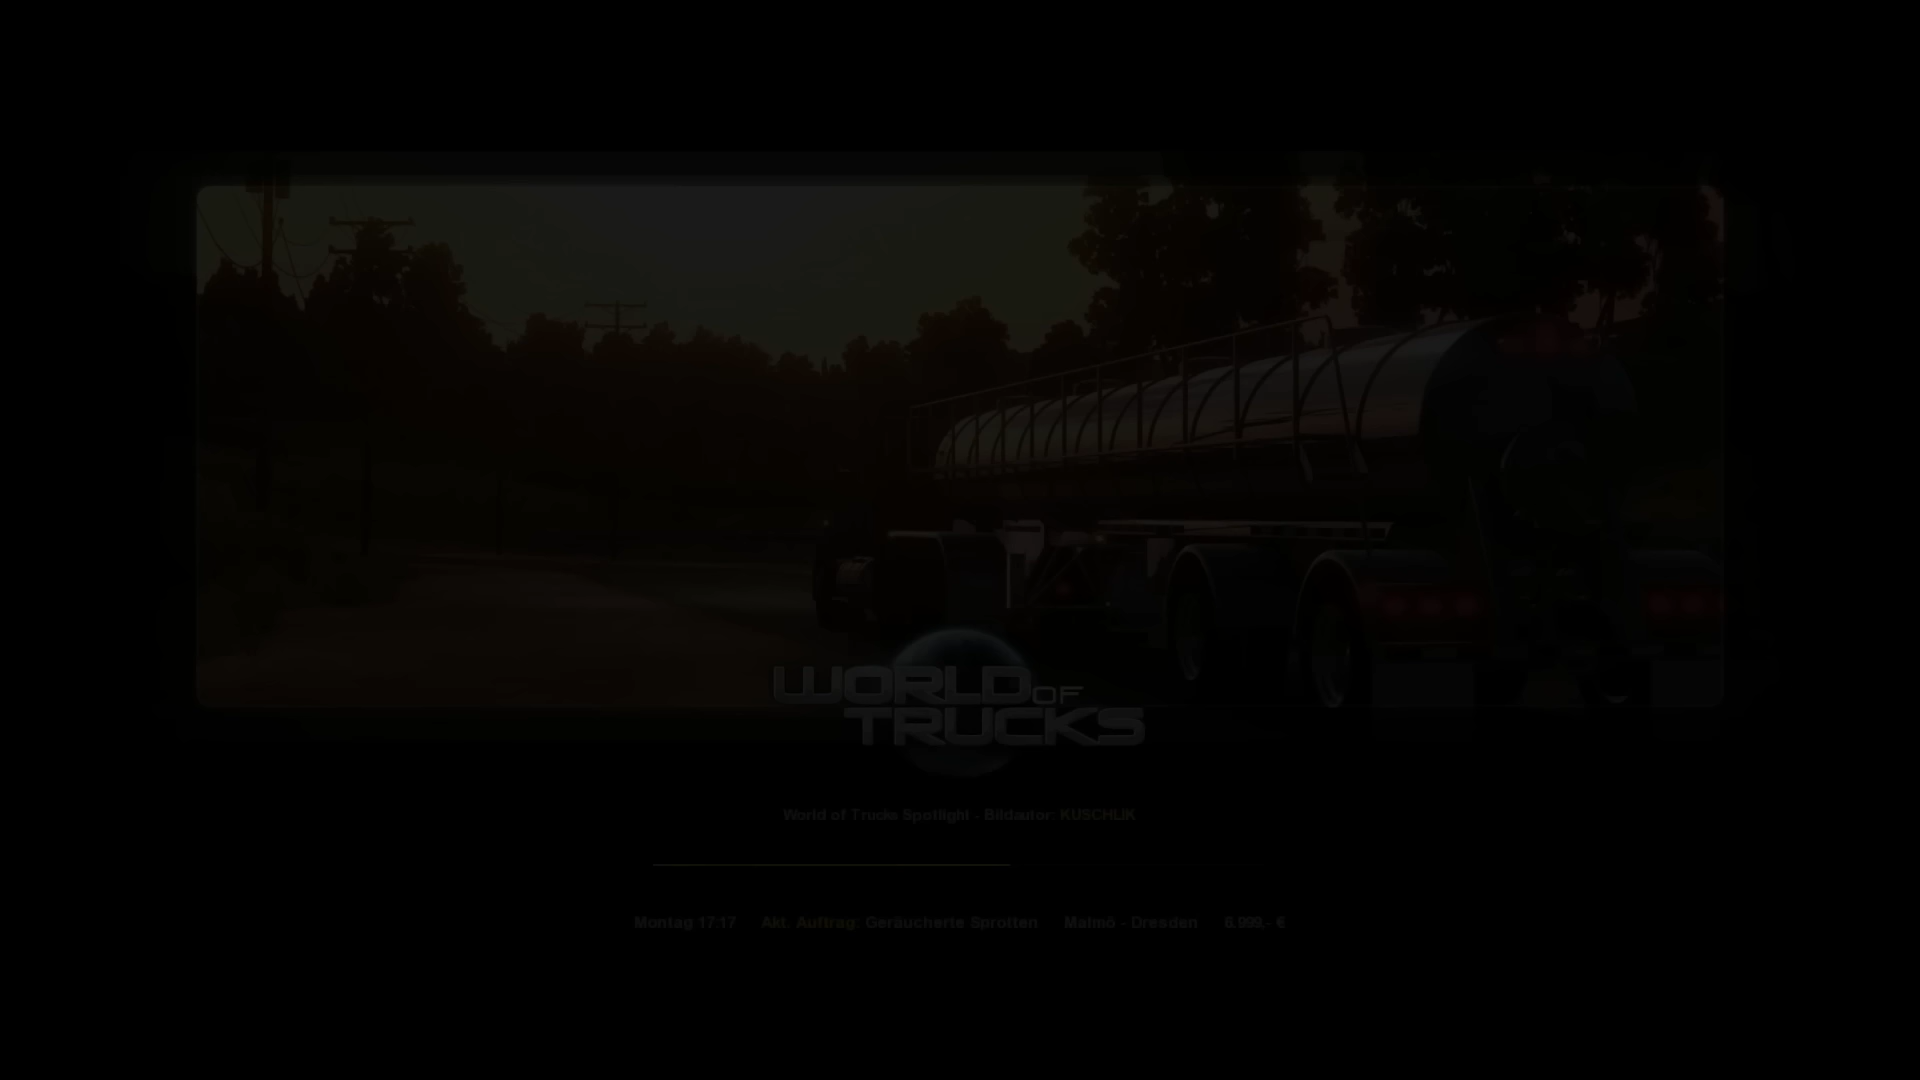 WORLD OF
TRUCKS
World of Trucks Spotlight - Bildautor: KUSCHLIK
Montag 17:17 Akt. Auftrag: Geräucherte Sprotten Malmö - Dresden 6.999,- €